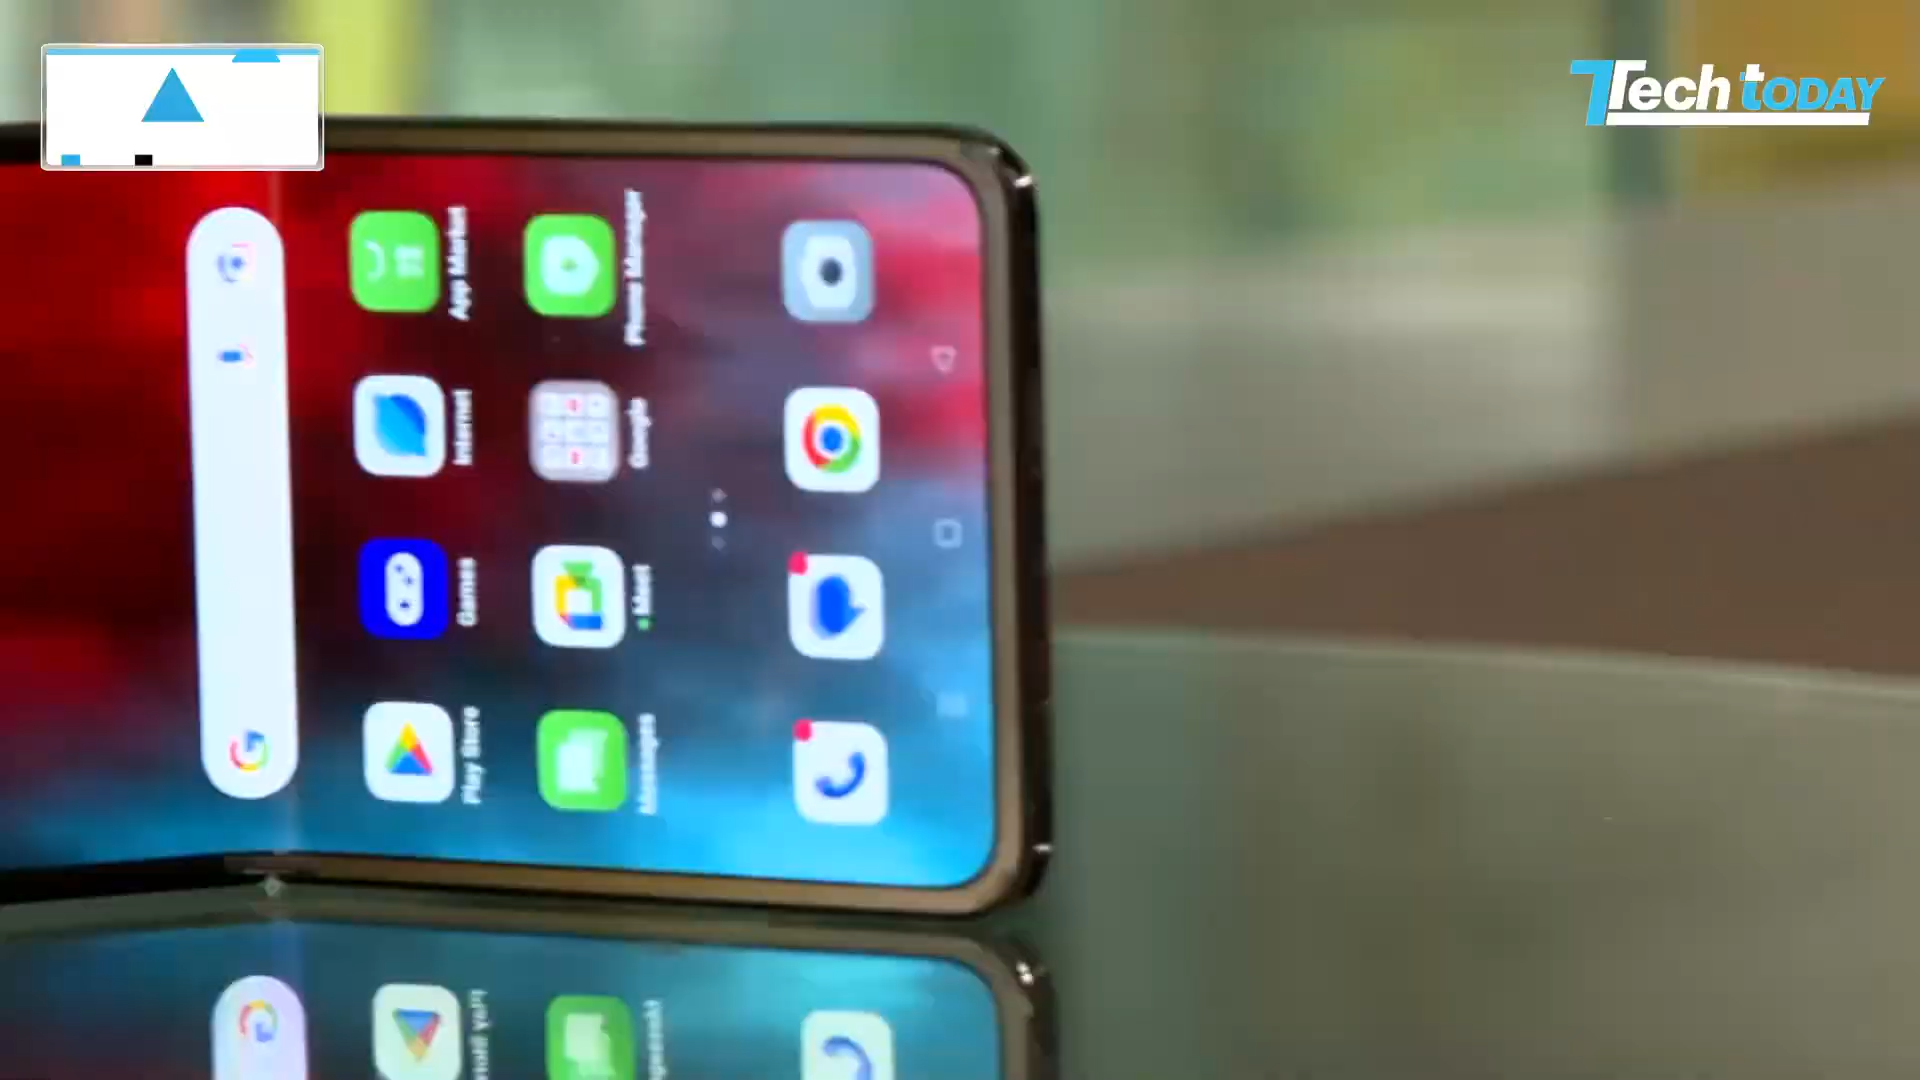 Tech toDAY
App Market
Phone Manager
Internet
Google
Games
Meet
Play Store
Messages